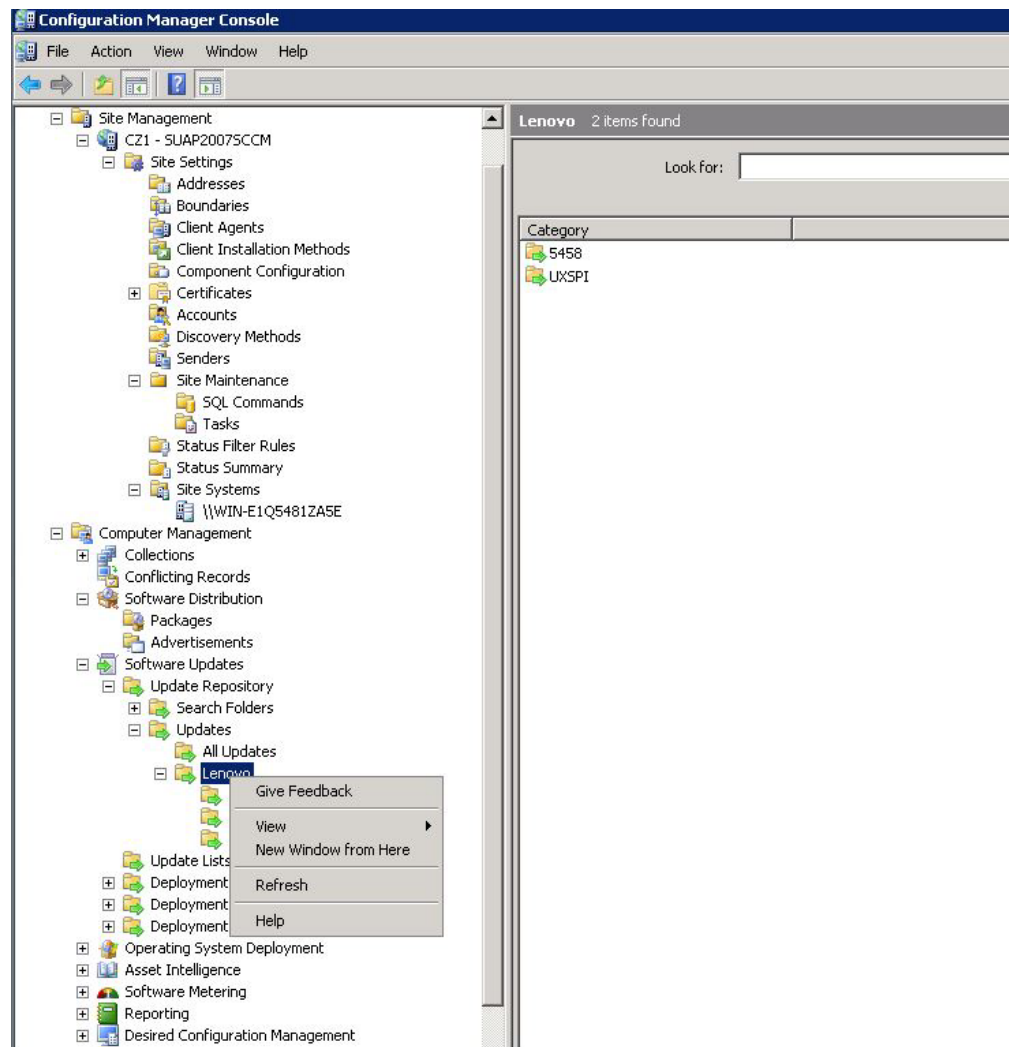 Configuration Manager Console
File Action View Window Help
Site Management
CZ1 - SUAP2007SCCM
Site Settings
Addresses
Boundaries
Client Agents
Client Installation Methods
Component Configuration
Certificates
Accounts
Discovery Methods
Senders
Site Maintenance
SQL Commands
Tasks
Status Filter Rules
Status Summary
Site Systems
\\WIN-E1Q5481ZA5E
Computer Management
Collections
Conflicting Records
Software Distribution
Packages
Advertisements
Software Updates
Update Repository
Search Folders
Updates
All Updates
Lenovo
Update Lists
Deployment
Deployment
Deployment
Operating System Deployment
Asset Intelligence
Software Metering
Reporting
Desired Configuration Management
Give Feedback
View
New Window from Here
Refresh
Help
Lenovo 2 items found
Look for:
Category
5458
UXSPI